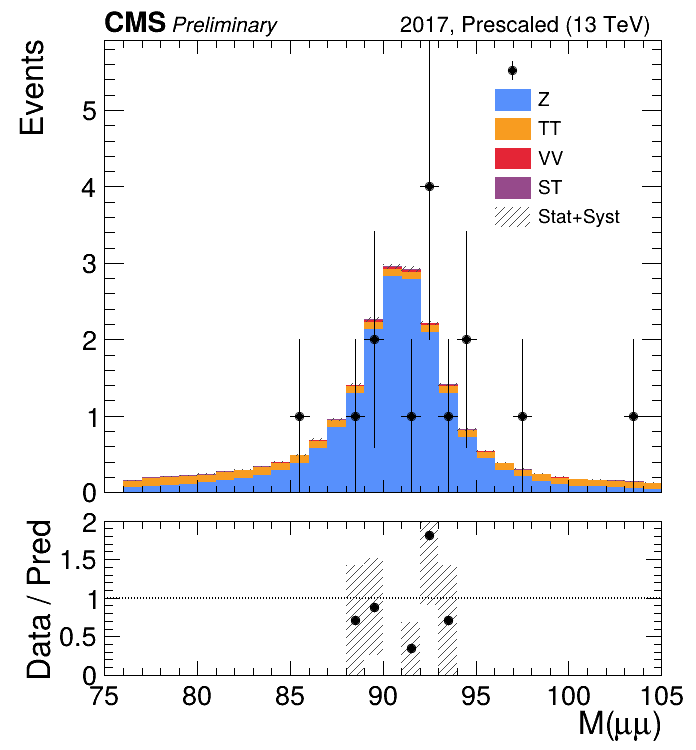 CMS Preliminary 2017, Prescaled (13 TeV)
Events
5
4
3
2
1
0
Z
TT
VV
ST
Stat+Syst
Data / Pred
2
1.5
1
0.5
0
75 80 85 90 95 100 105
M(μμ)